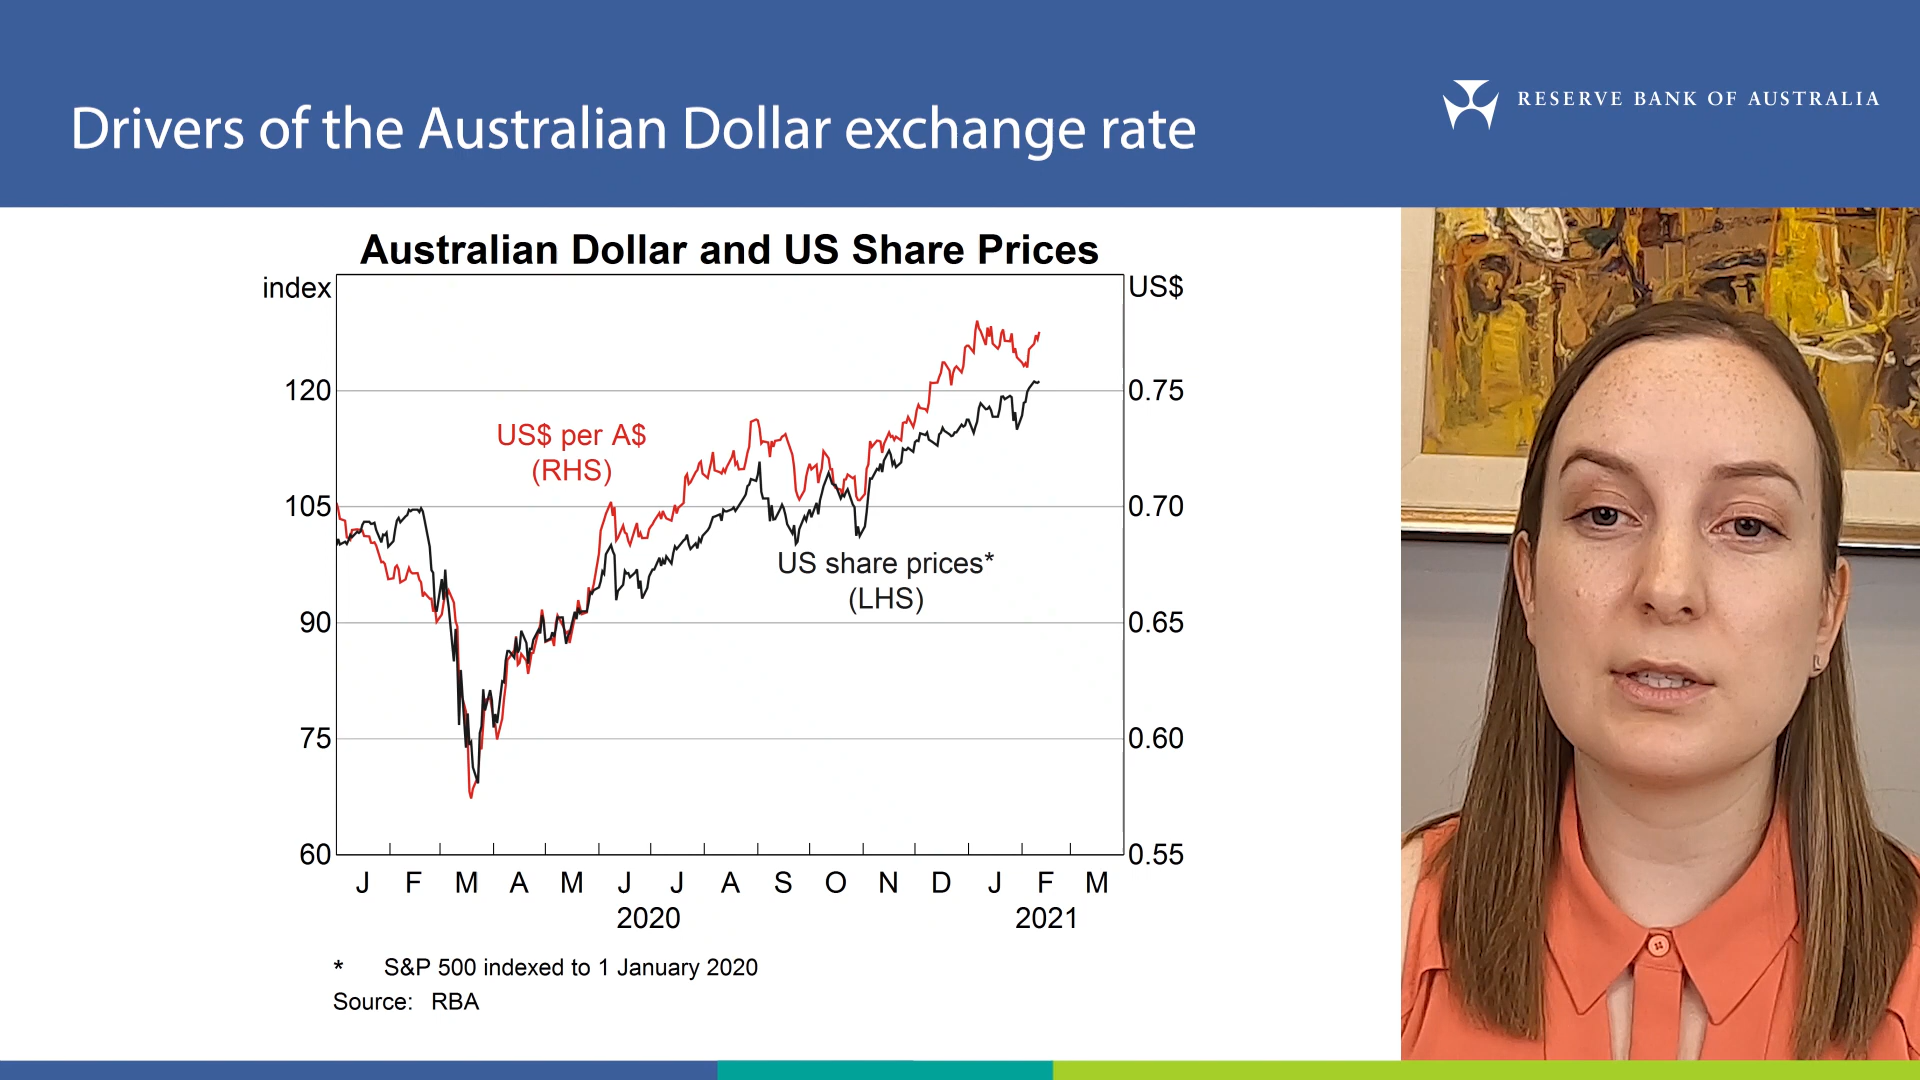 Drivers of the Australian Dollar exchange rate
RESERVE BANK OF AUSTRALIA
Australian Dollar and US Share Prices
index
US$
120
0.75
US$ per A$
(RHS)
105
0.70
US share prices*
(LHS)
90
0.65
75
0.60
60
0.55
J F M A M J J A S O N D J F M
2020 2021
* S&P 500 indexed to 1 January 2020
Source: RBA